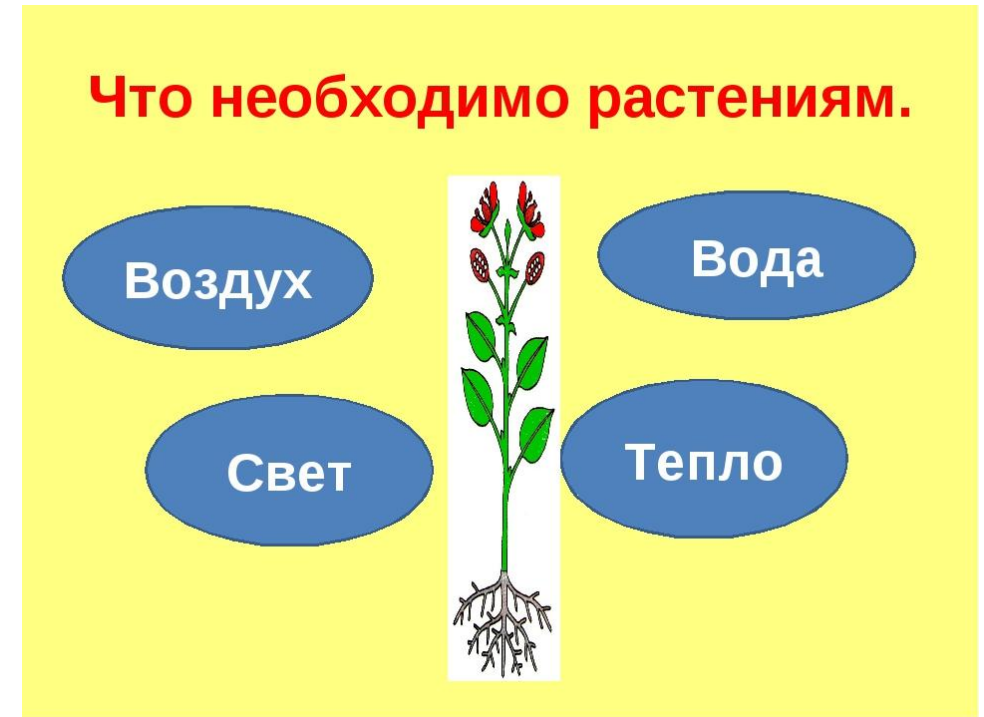 Что необходимо растениям.
Воздух
Вода
Свет
Тепло